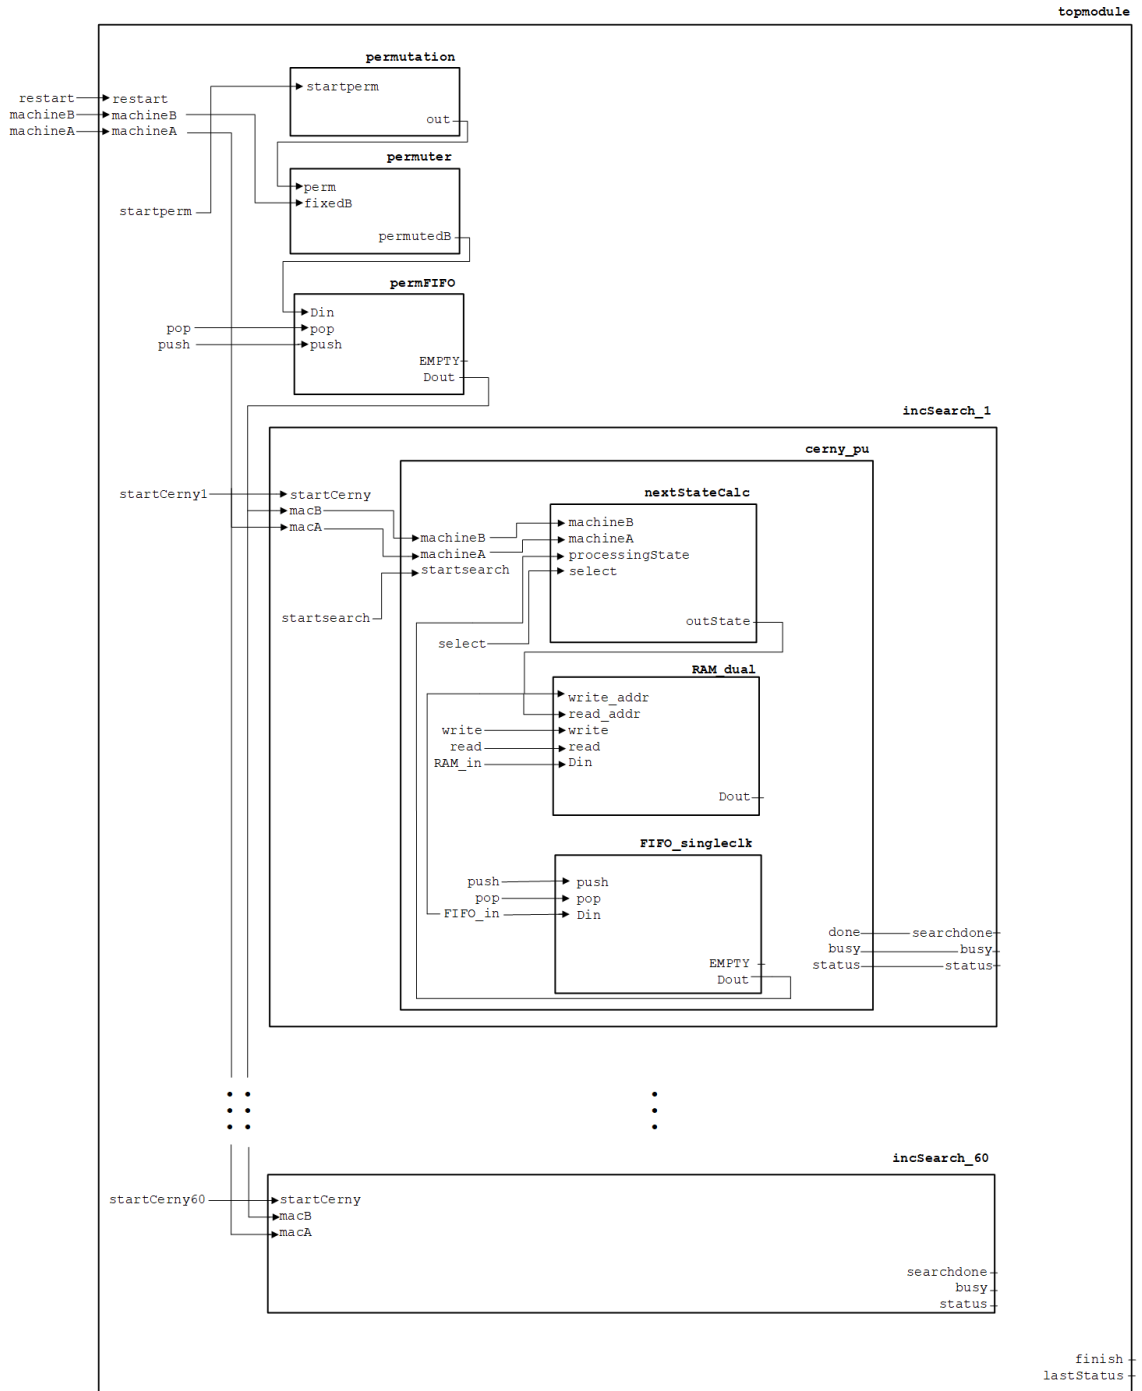 topmodule
permutation
restart
restart
machineB
machineB
machineA
machineA
startperm
out
permuter
perm
fixedB
startperm
permutedB
permFIFO
Din
pop
pop
push
push
EMPTY
Dout
incSearch_1
cerny_pu
startCerny1
startCerny
macB
macA
nextStateCalc
machineB
machineA
startsearch
machineB
machineA
processingState
select
startsearch
select
outState
RAM_dual
write_addr
read_addr
write
write
read
read
RAM_in
Din
Dout
FIFO_singleclk
push
push
pop
pop
FIFO_in
Din
EMPTY
Dout
done
searchdone
busy
busy
status
status
incSearch_60
startCerny60
startCerny
macB
macA
searchdone
busy
status
finish
lastStatus